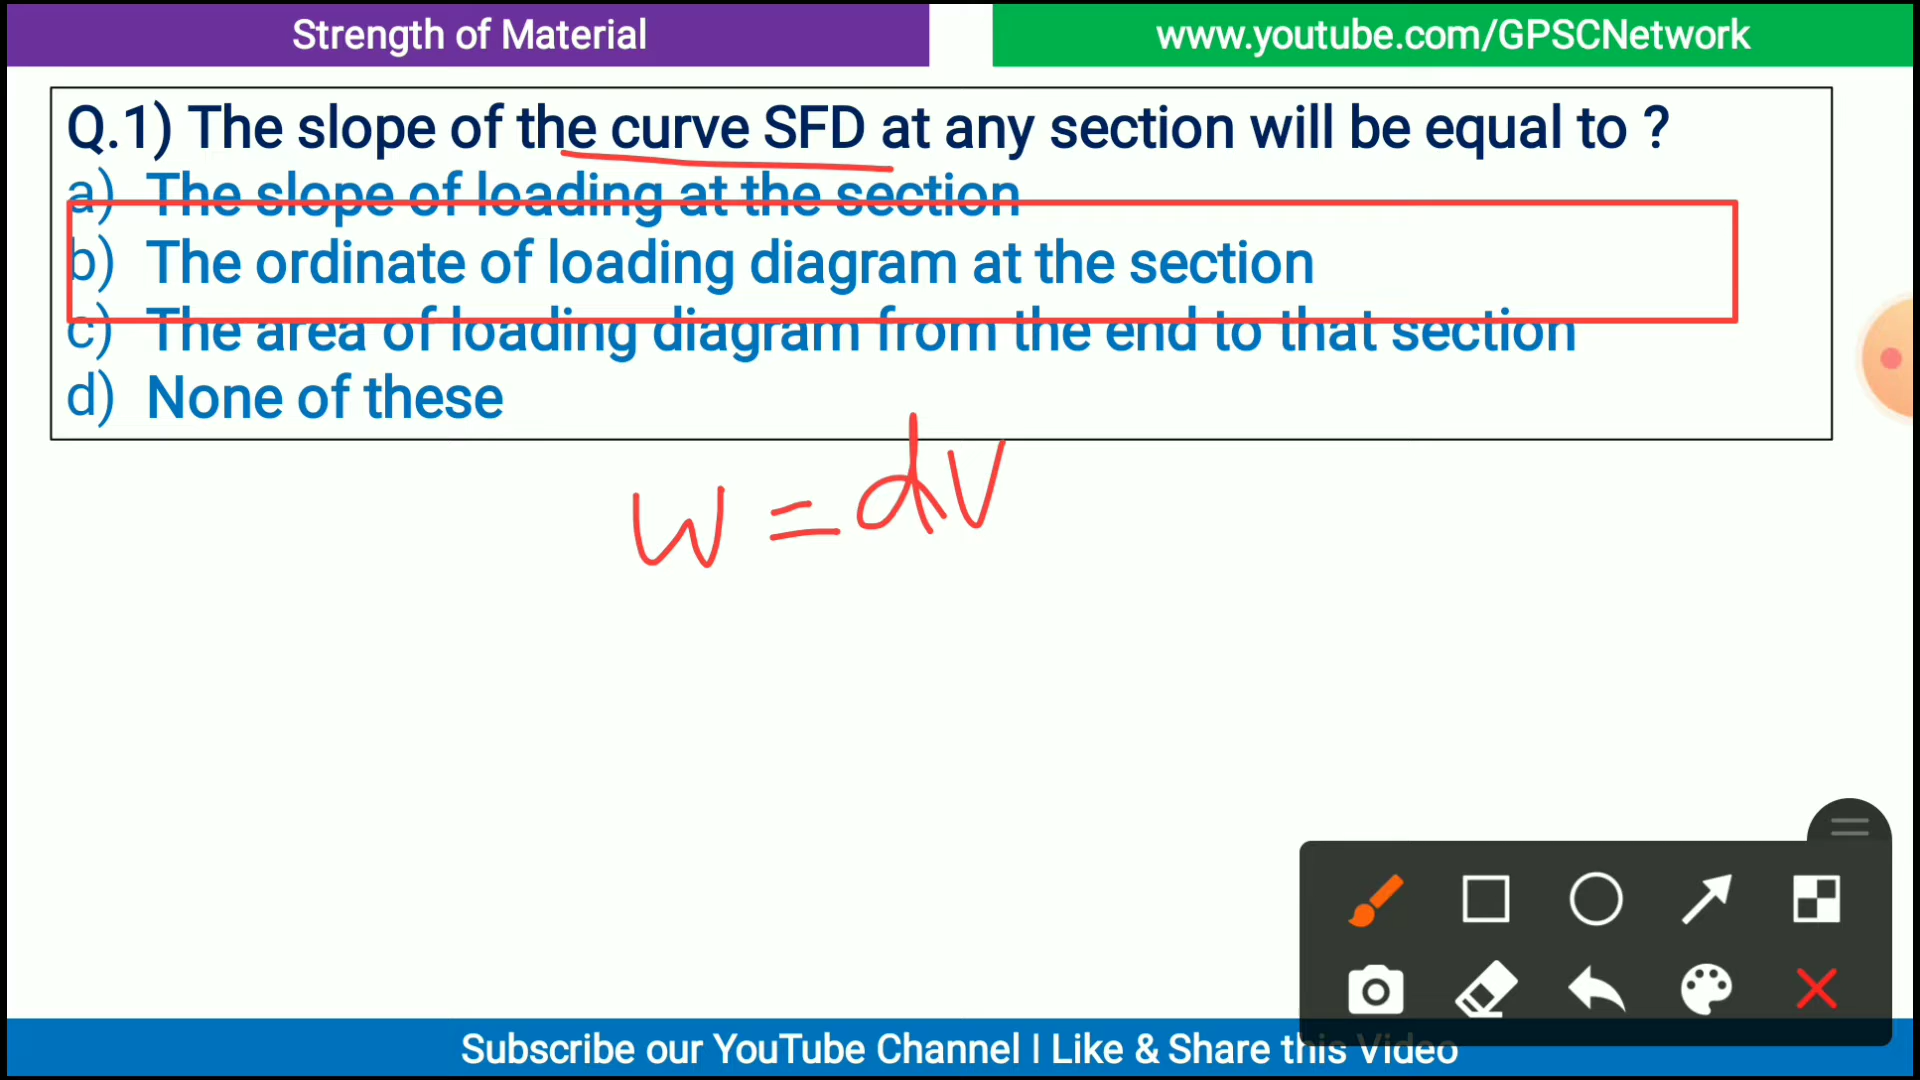 Strength of Material
www.youtube.com/GPSCNetwork
Q.1) The slope of the curve SFD at any section will be equal to ?
a) The slope of loading at the section
b) The ordinate of loading diagram at the section
c) The area of loading diagram from the end to that section
d) None of these
w = dv
Subscribe our YouTube Channel | Like & Share this Video